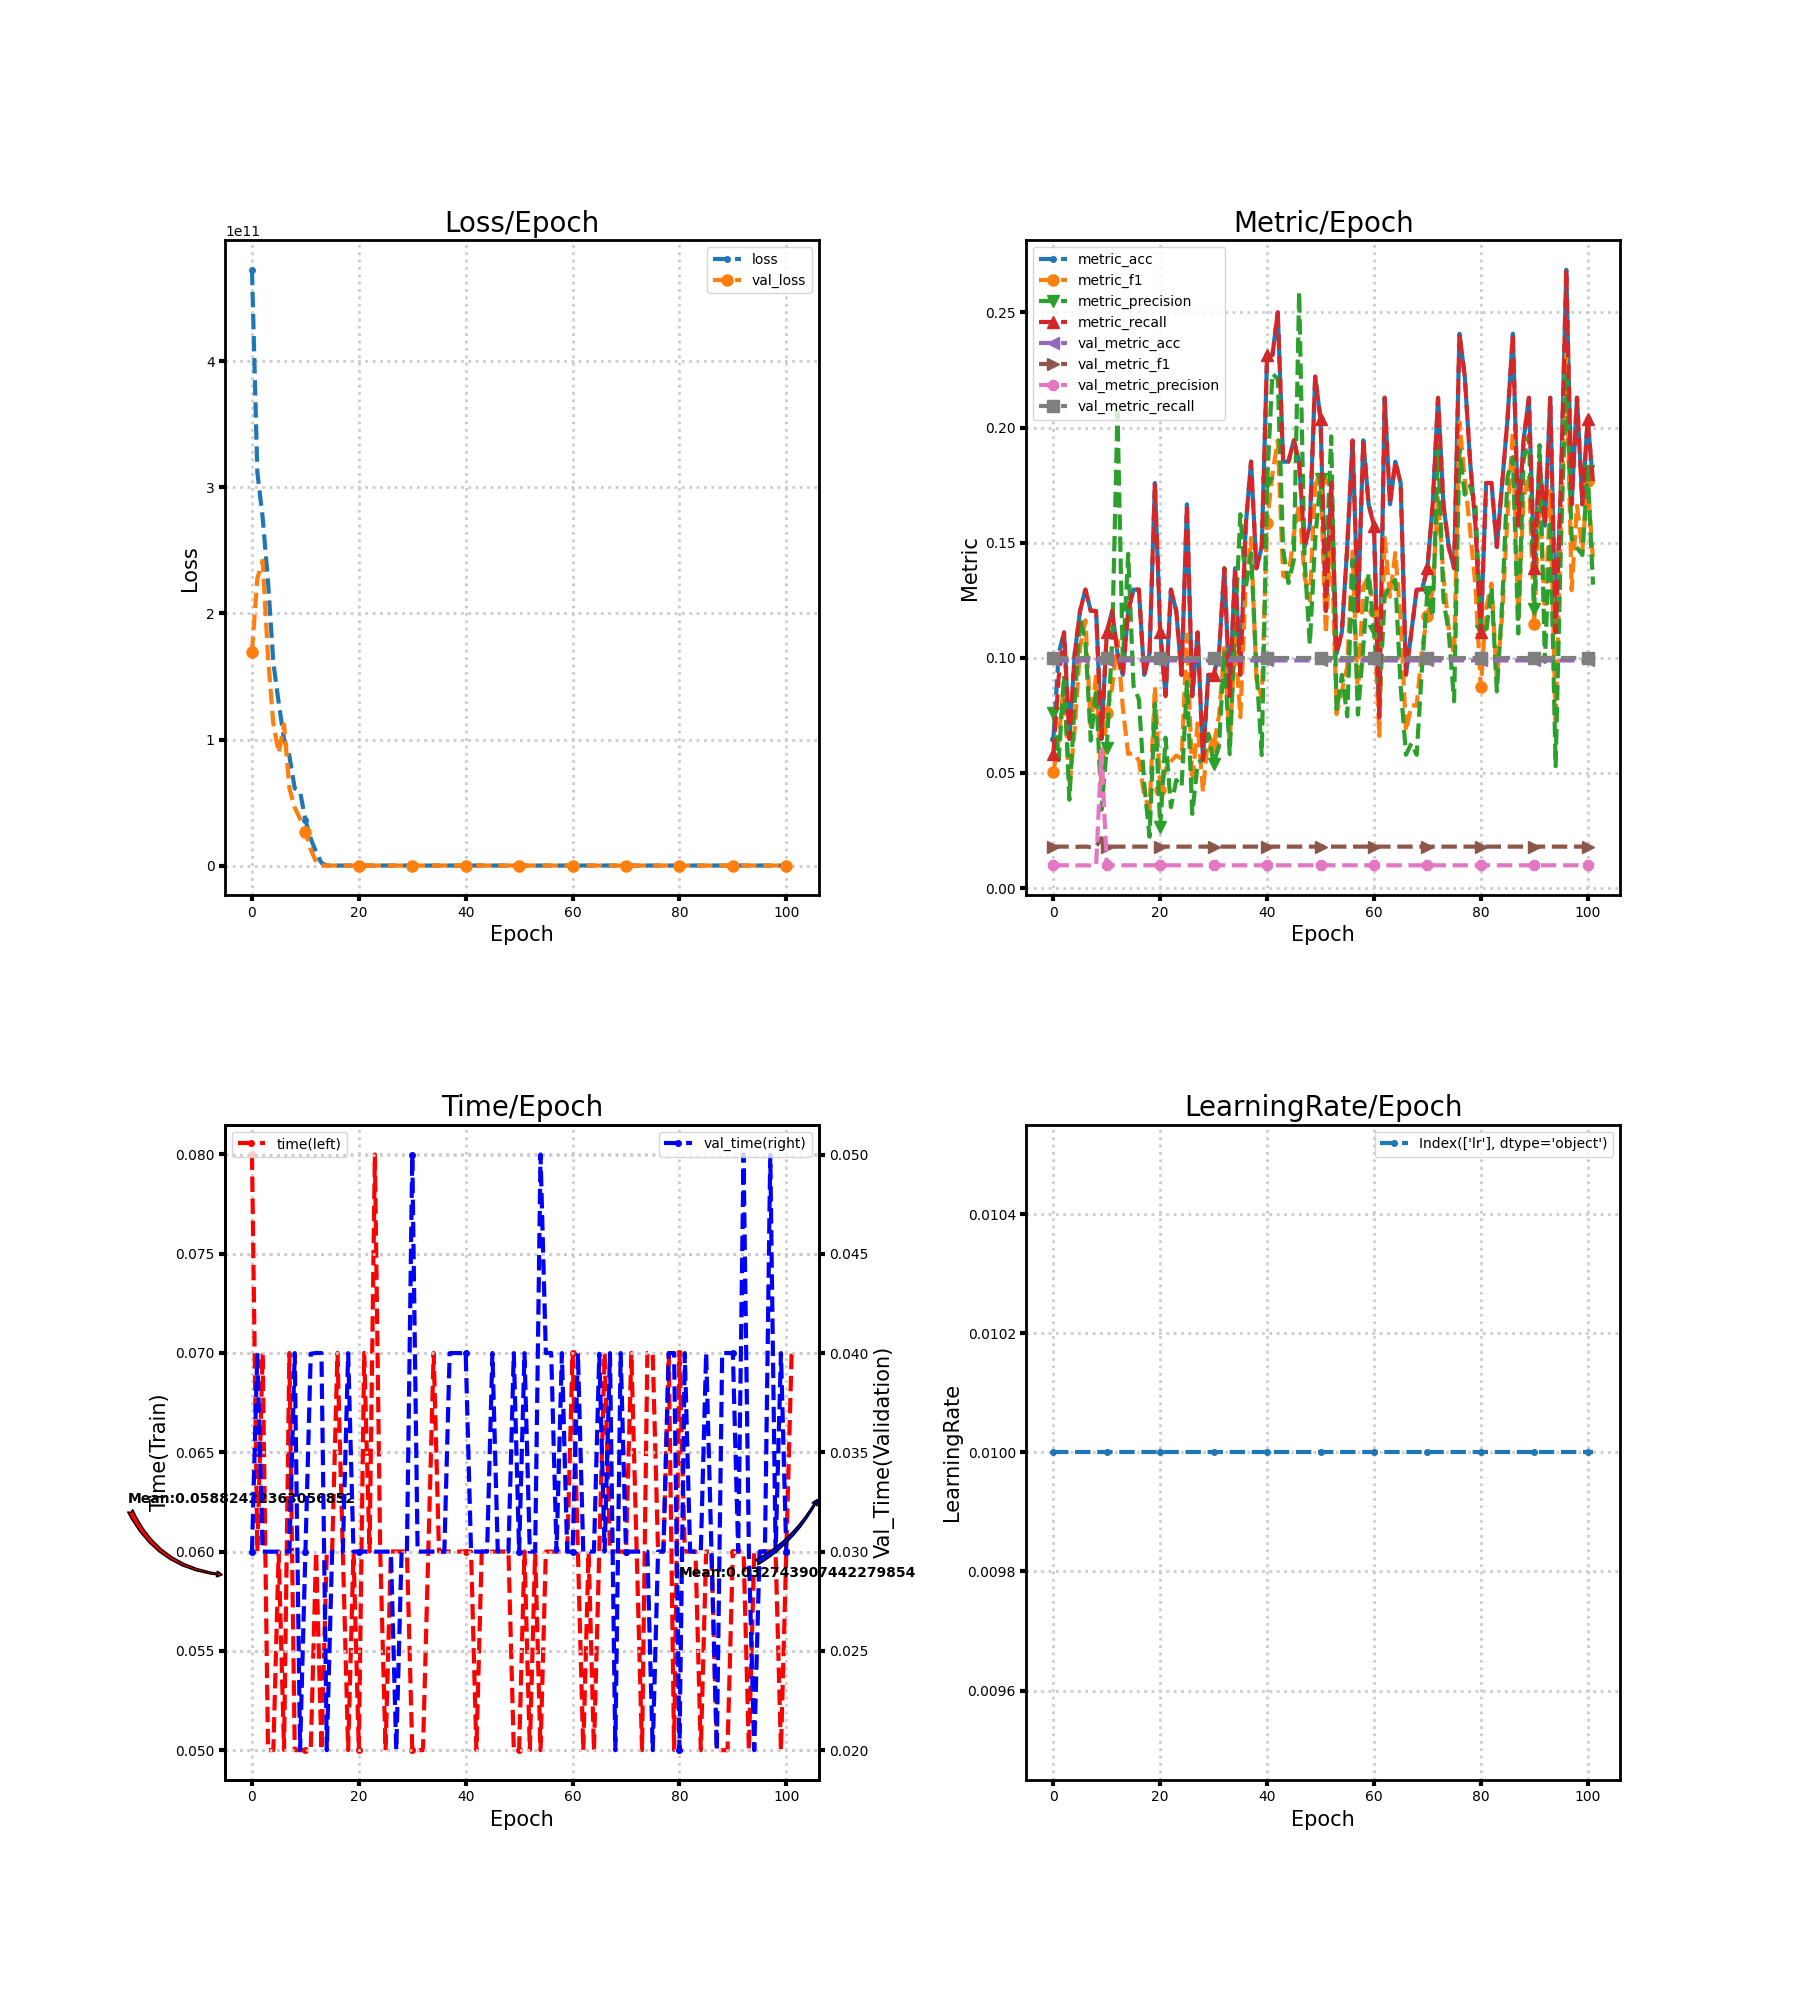 Loss/Epoch
1e11
loss
val_loss
4
3
2
1
0
Loss
0 20 40 60 80 100
Epoch
Metric/Epoch
metric_acc
metric_f1
metric_precision
metric_recall
val_metric_acc
val_metric_f1
val_metric_precision
val_metric_recall
0.25
0.20
0.15
0.10
0.05
0.00
Metric
0 20 40 60 80 100
Epoch
Time/Epoch
time(left)
val_time(right)
0.080
0.075
0.070
0.065
0.060
0.055
0.050
Time(Train)
0.050
0.045
0.040
0.035
0.030
0.025
0.020
Val_Time(Validation)
0 20 40 60 80 100
Epoch
LearningRate/Epoch
Index(['lr'], dtype='object')
0.0104
0.0102
0.0100
0.0098
0.0096
LearningRate
0 20 40 60 80 100
Epoch